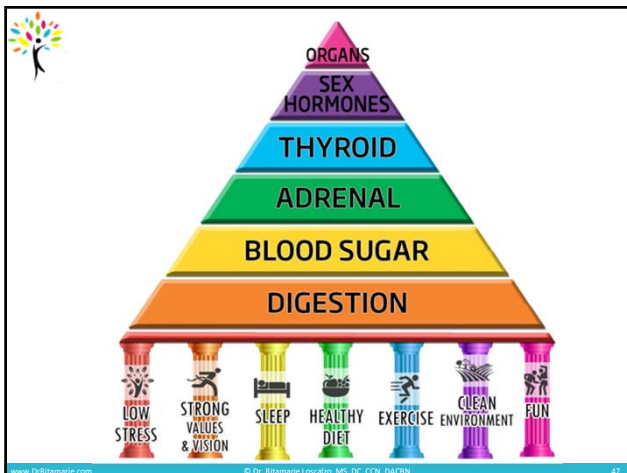 ORGANS
SEX
HORMONES
THYROID
ADRENAL
BLOOD SUGAR
DIGESTION
LOW
STRESS
STRONG
VALUES
& VISION
SLEEP
HEALTHY
DIET
EXERCISE
CLEAN
ENVIRONMENT
FUN
www.DrRitamarie.com © Dr. Ritamarie Loscalzo, MS, DC, CCN, DACBN 47